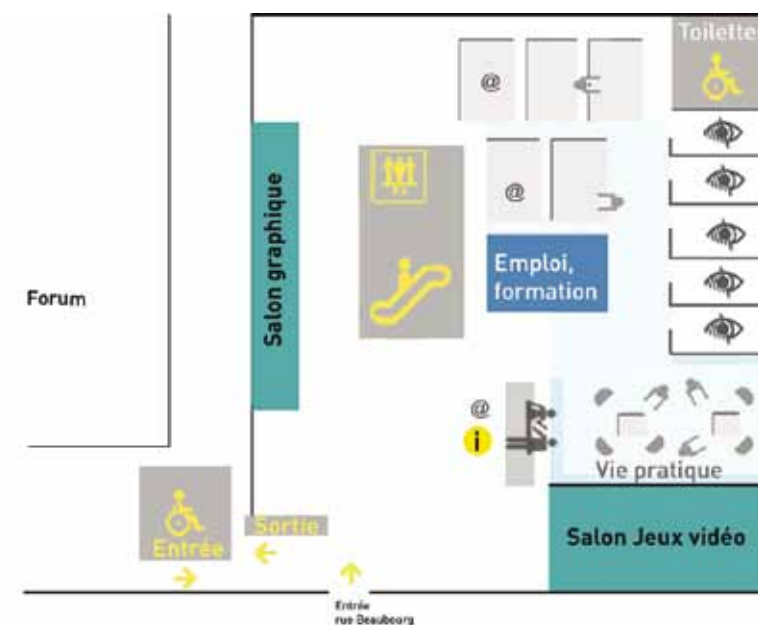 Toilette
@
@
Salon graphique
Emploi,
formation
Forum
@
i
Vie pratique
Salon Jeux vidéo
Sortie
Entrée
Entrée
rue Beaubourg